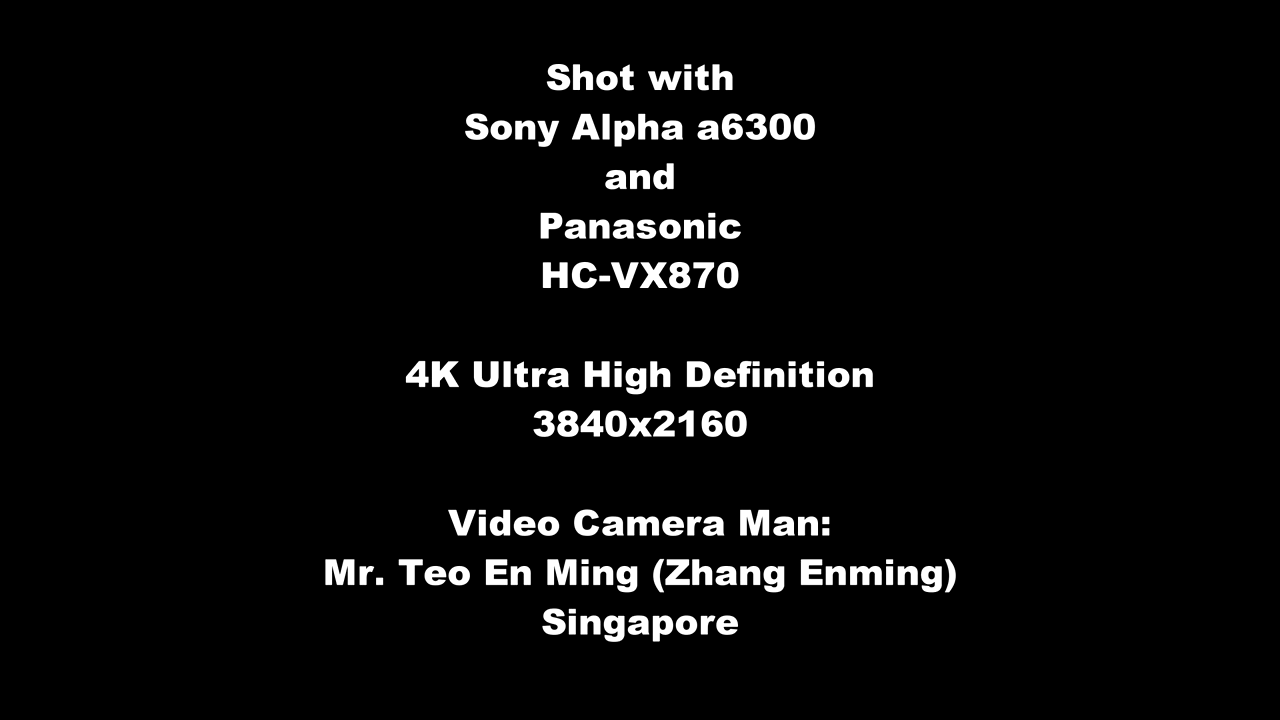 Shot with
Sony Alpha a6300
and
Panasonic
HC-VX870
4K Ultra High Definition
3840x2160
Video Camera Man:
Mr. Teo En Ming (Zhang Enming)
Singapore